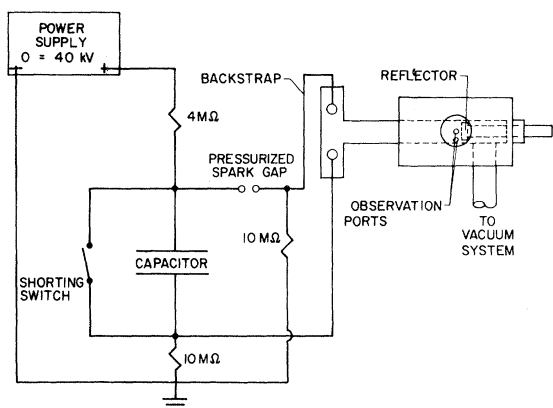 POWER
SUPPLY
0 = 40 kV
- +
4MΩ
BACKSTRAP
REFLECTOR
PRESSURIZED
SPARK GAP
OBSERVATION
PORTS
TO
VACUUM
SYSTEM
10 MΩ
CAPACITOR
SHORTING
SWITCH
10MΩ